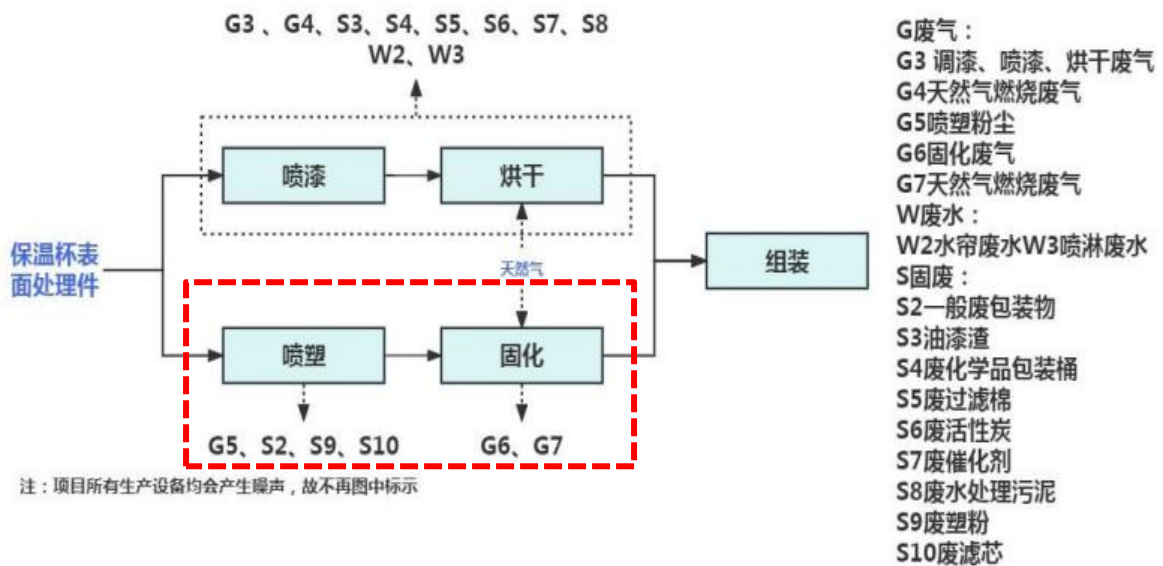 G3 、G4、S3、S4、S5、S6、S7、S8
W2、W3
喷漆
烘干
保温杯表
面处理件
天然气
组装
喷塑
固化
G5、S2、S9、S10
G6、G7
注：项目所有生产设备均会产生噪声，故不再图中标示
G废气：
G3 调漆、喷漆、烘干废气
G4天然气燃烧废气
G5喷塑粉尘
G6固化废气
G7天然气燃烧废气
W废水：
W2水帘废水W3喷淋废水
S固废：
S2一般废包装物
S3油漆渣
S4废化学品包装桶
S5废过滤棉
S6废活性炭
S7废催化剂
S8废水处理污泥
S9废塑粉
S10废滤芯